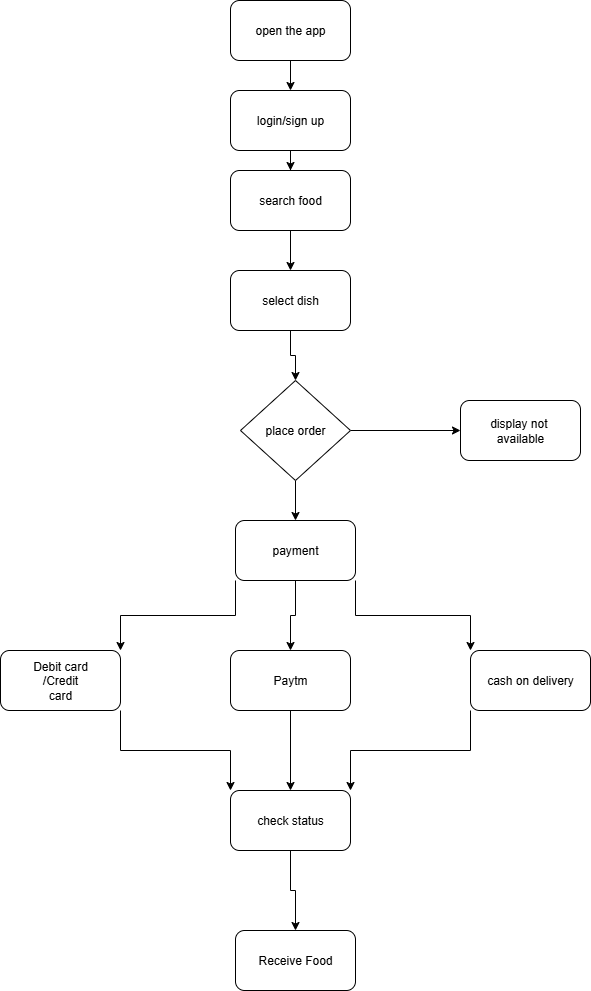 open the app
login/sign up
search food
select dish
place order
display not
available
payment
Debit card
/Credit
card
Paytm
cash on delivery
check status
Receive Food